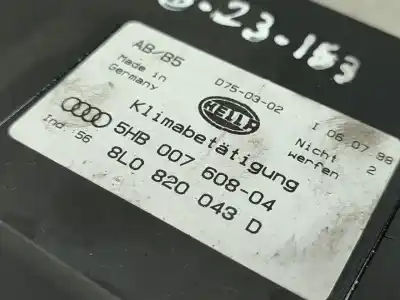 23.153
AB/B5
Made in
Germany
D75-03-02
HELLA
I 06.07.98
Nicht
werfen 2
Klimabetätigung
Ind 56
5HB 007 608-04
8L0 820 043 D